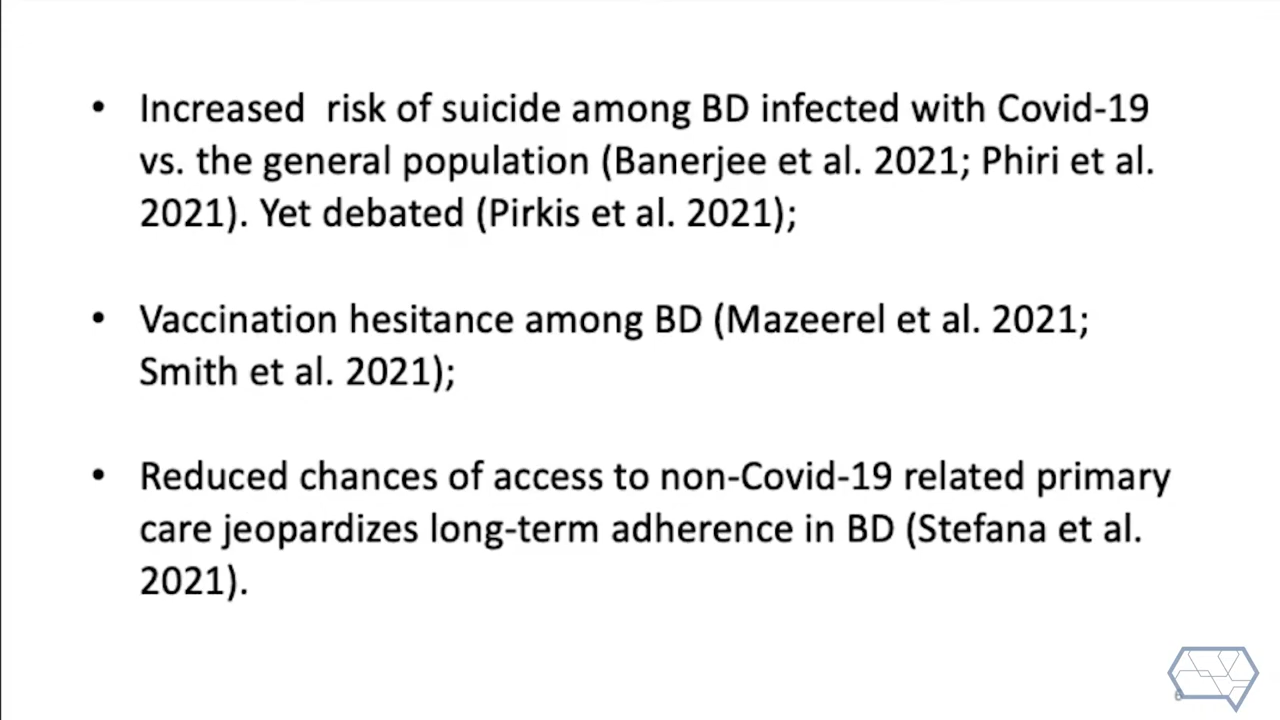 • Increased  risk of suicide among BD infected with Covid-19
vs. the general population (Banerjee et al. 2021; Phiri et al.
2021). Yet debated (Pirkis et al. 2021);
• Vaccination hesitance among BD (Mazeerel et al. 2021;
Smith et al. 2021);
• Reduced chances of access to non-Covid-19 related primary
care jeopardizes long-term adherence in BD (Stefana et al.
2021).